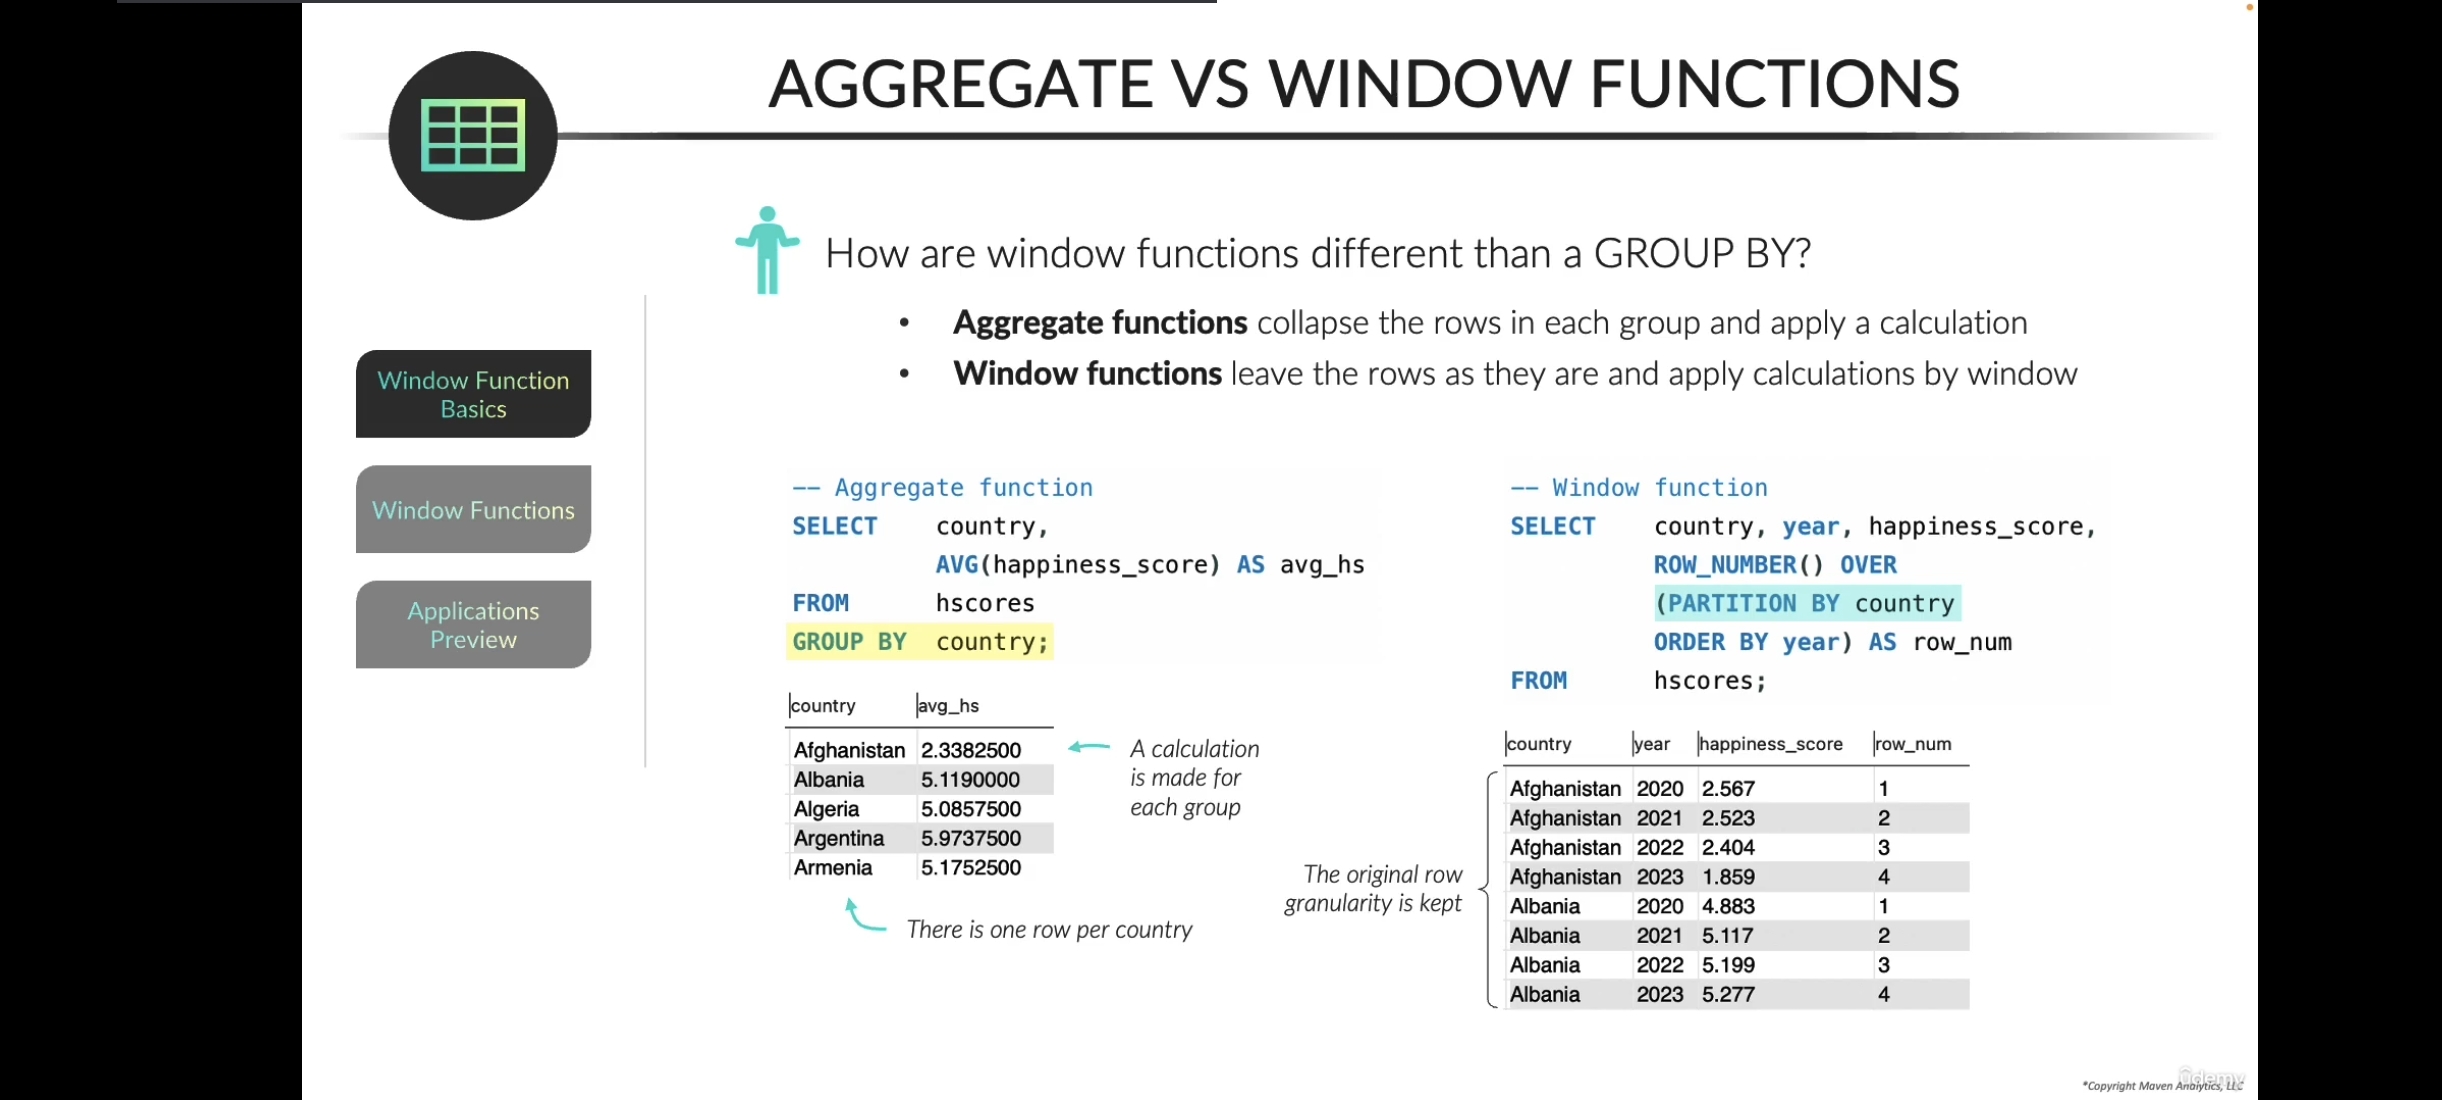 AGGREGATE VS WINDOW FUNCTIONS
How are window functions different than a GROUP BY?
• Aggregate functions collapse the rows in each group and apply a calculation
• Window functions leave the rows as they are and apply calculations by window
Window Function
Basics
Window Functions
Applications
Preview
-- Aggregate function
SELECT country,
AVG(happiness_score) AS avg_hs
FROM hscores
GROUP BY country;
country avg_hs
Afghanistan 2.3382500
Albania 5.1190000
Algeria 5.0857500
Argentina 5.9737500
Armenia 5.1752500
A calculation
is made for
each group
There is one row per country
-- Window function
SELECT country, year, happiness_score,
ROW_NUMBER() OVER
(PARTITION BY country
ORDER BY year) AS row_num
FROM hscores;
country year happiness_score row_num
Afghanistan 2020 2.567 1
Afghanistan 2021 2.523 2
Afghanistan 2022 2.404 3
Afghanistan 2023 1.859 4
Albania 2020 4.883 1
Albania 2021 5.117 2
Albania 2022 5.199 3
Albania 2023 5.277 4
The original row
granularity is kept
*Copyright Maven Analytics, LLC
ûdemy